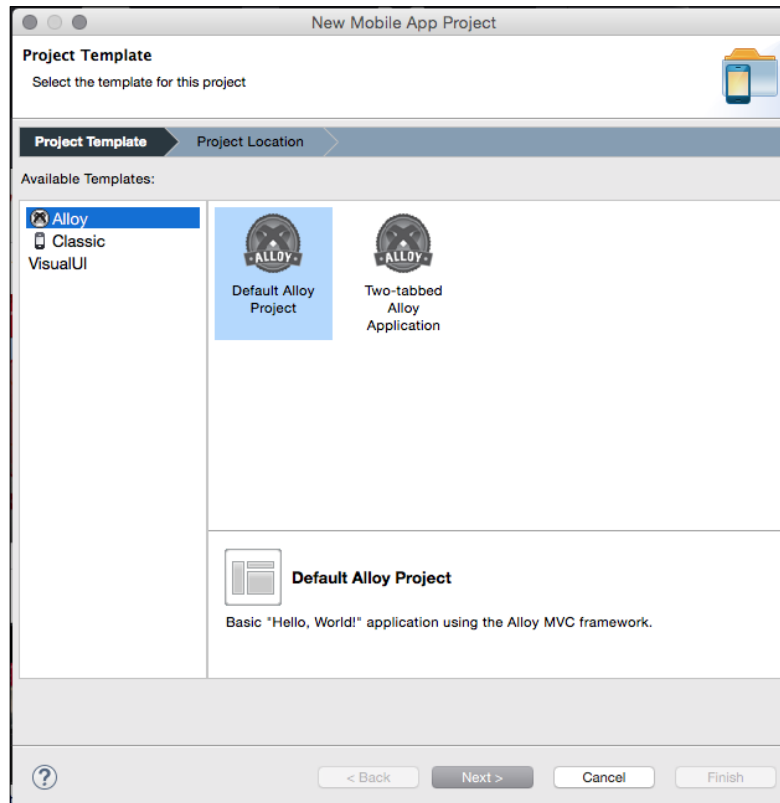 New Mobile App Project
Project Template
Select the template for this project
Project Template
Project Location
Available Templates:
Alloy
Classic
VisualUI
ALLOY
Default Alloy
Project
ALLOY
Two-tabbed
Alloy
Application
Default Alloy Project
Basic "Hello, World!" application using the Alloy MVC framework.
?
< Back
Next >
Cancel
Finish